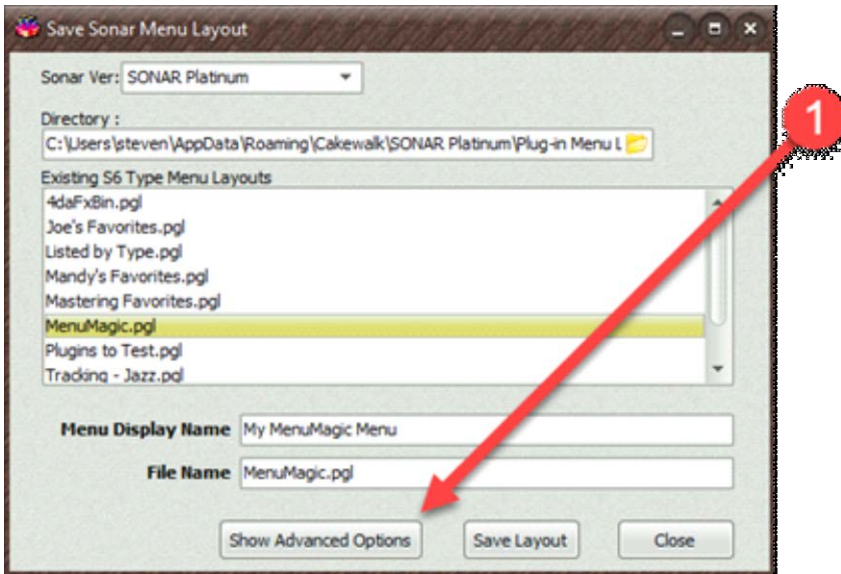 Save Sonar Menu Layout
Sonar Ver: SONAR Platinum
1
Directory :
C:\Users\steven\AppData\Roaming\Cakewalk\SONAR Platinum\Plug-in Menu L
Existing S6 Type Menu Layouts
4daFxBin.pgl
Joe's Favorites.pgl
Listed by Type.pgl
Mandy's Favorites.pgl
Mastering Favorites.pgl
MenuMagic.pgl
Plugins to Test.pgl
Tracking - Jazz.pgl
Menu Display Name My MenuMagic Menu
File Name MenuMagic.pgl
Show Advanced Options Save Layout Close